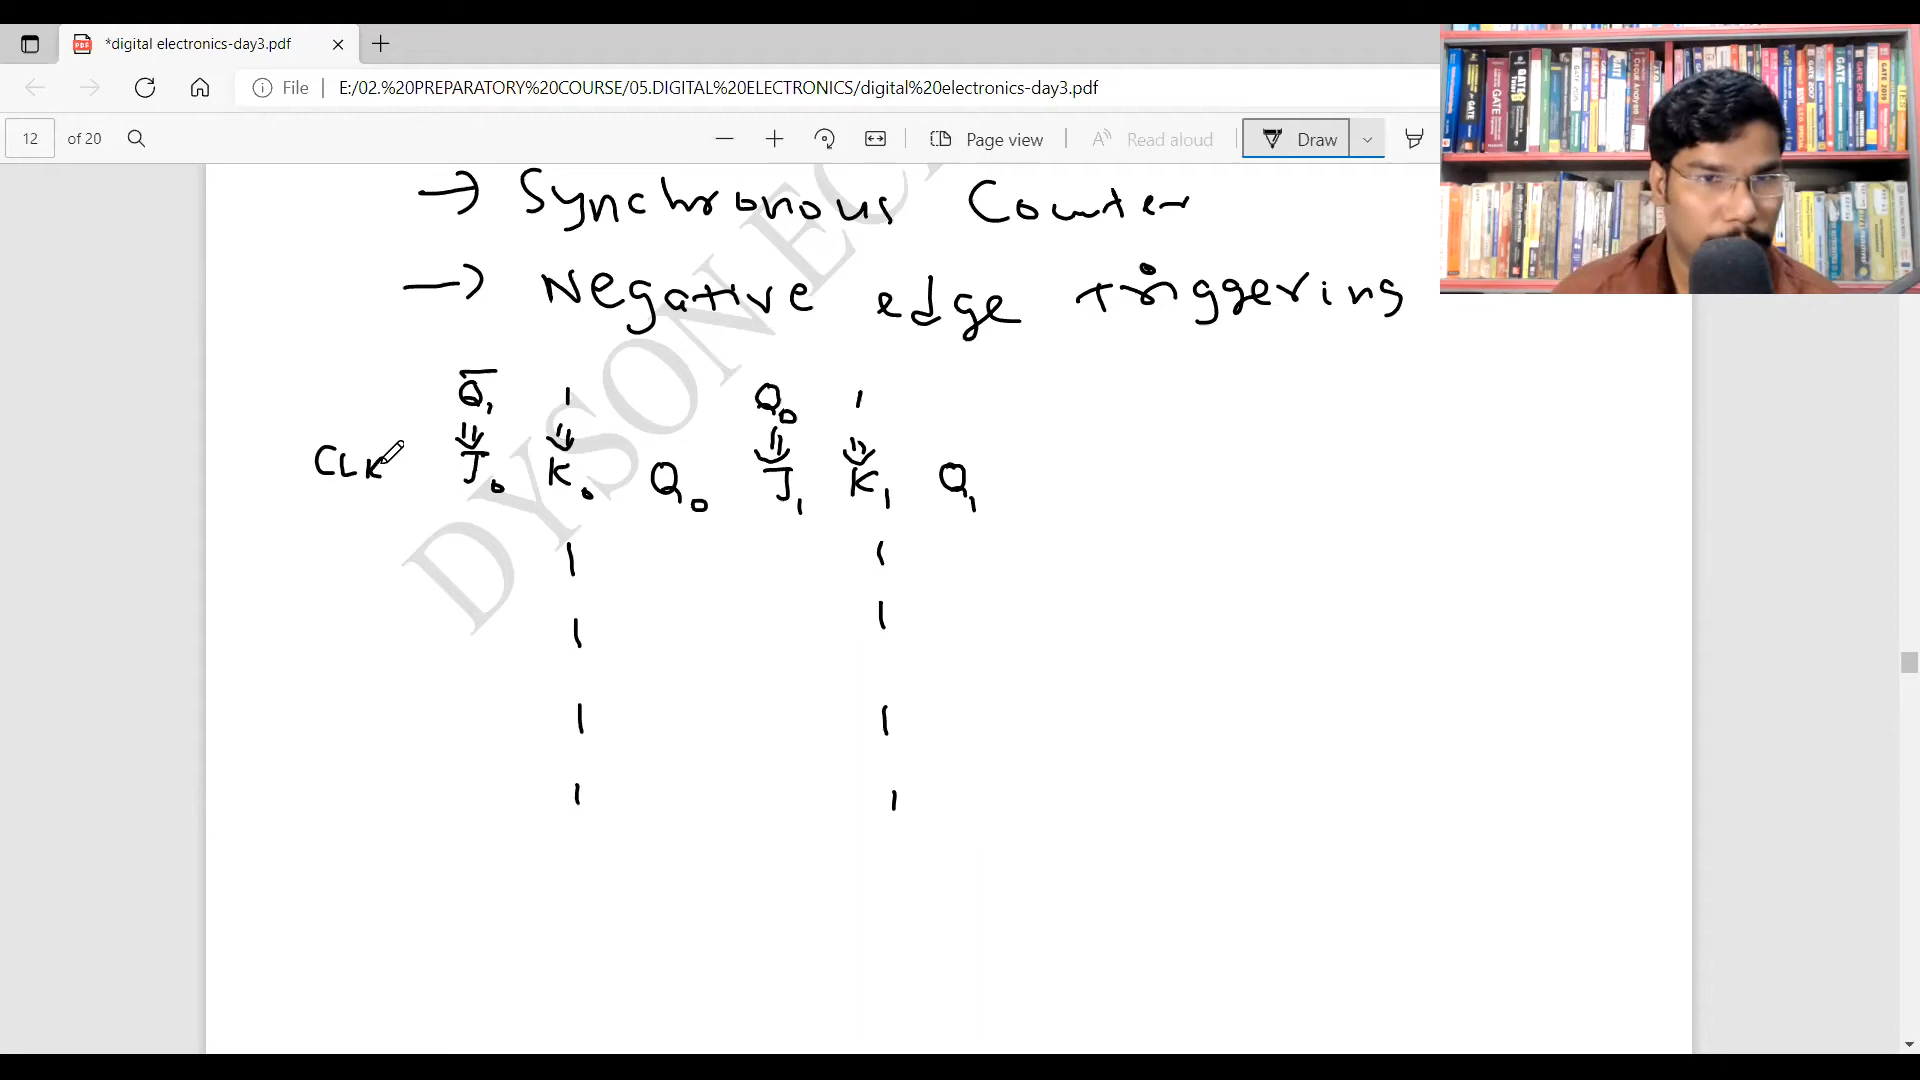 *digital electronics-day3.pdf
File E:/02.%20PREPARATORY%20COURSE/05.DIGITAL%20ELECTRONICS/digital%20electronics-day3.pdf
12 of 20 Page view Read aloud Draw
→ Synchronous Counter
→ Negative edge triggering
Q̅₁ 1 Q₀ 1
CLK J₀ K₀ Q₀ J₁ K₁ Q₁
1 1
1 1
1 1
1 1
DYSON EC